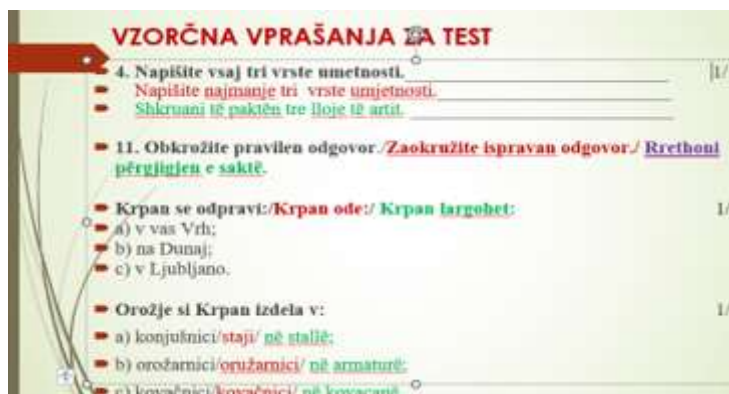 VZORČNA VPRAŠANJA ZA TEST
4. Napišite vsaj tri vrste umetnosti.______________________________ |1/
Napišite najmanje tri vrste umjetnosti.___________________________
Shkruani të paktën tre lloje të artit. ______________________________
11. Obkrožite pravilen odgovor./Zaokružite ispravan odgovor./ Rrethoni
përgjigjen e saktë.
Krpan se odpravi:/Krpan ode:/ Krpan largohet: 1/
a) v vas Vrh;
b) na Dunaj;
c) v Ljubljano.
Orožje si Krpan izdela v: 1/
a) konjušnici/staji/ në stallë;
b) orožarnici/oružarnici/ në armaturë;
c) kovačnici/kovačnici/ në kovaçanë